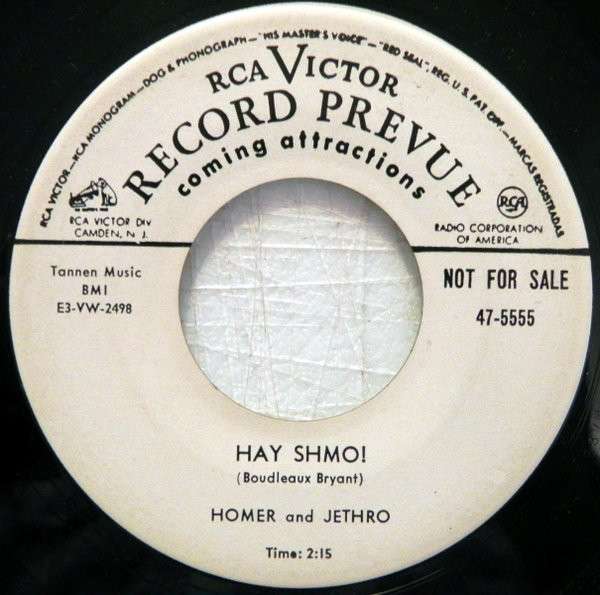 RCA VICTOR—RCA MONOGRAM—DOG & PHONOGRAPH—"HIS MASTER'S VOICE"—"RED SEAL", REG. U. S. PAT. OFF.—MARCAS REGISTRADAS
RCA VICTOR
RECORD PREVUE
coming attractions
RCA
RCA VICTOR DIV
CAMDEN, N. J.
RADIO CORPORATION
OF AMERICA
Tannen Music
BMI
E3-VW-2498
NOT FOR SALE
47-5555
HAY SHMO!
(Boudleaux Bryant)
HOMER and JETHRO
Time: 2:15